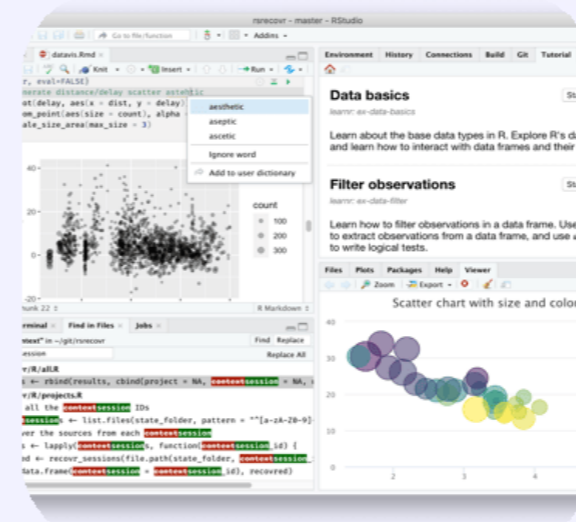 rsrecovr - master - RStudio
Go to file/function
Addins
datavis.Rmd
Knit
Insert
Run
r, eval=FALSE}
nerate distance/delay scatter astehtic
ot(delay, aes(x = dist, y = delay)
om_point(aes(size = count), alpha
ale_size_area(max_size = 3)
aesthetic
aseptic
ascetic
Ignore word
Add to user dictionary
40
20
0
-20
count
100
200
300
unk 22
R Markdown
Environment History Connections Build Git Tutorial
Data basics
learnr: ex-data-basics
Learn about the base data types in R. Explore R's da
and learn how to interact with data frames and their
Filter observations
learnr: ex-data-filter
Learn how to filter observations in a data frame. Use
to extract observations from a data frame, and use
to write logical tests.
Files Plots Packages Help Viewer
Zoom Export
Scatter chart with size and color
40
30
20
10
0
2 3 4
rminal Find in Files Jobs
ntext" in ~/git/rsrecovr
Find Replace
ession
Replace All
r/R/all.R
s <- rbind(results, cbind(project = NA, contextsession = NA,
r/R/projects.R
all the contextsession IDs
session <- list.files(state_folder, pattern = "^[a-zA-Z0-9]
ver the sources from each contextsession
s <- lapply(contextsessions, function(contextsession_id) {
ed <- recovr_sessions(file.path(state_folder, contextsession
data.frame(contextsession = contextsession_id), recovred)